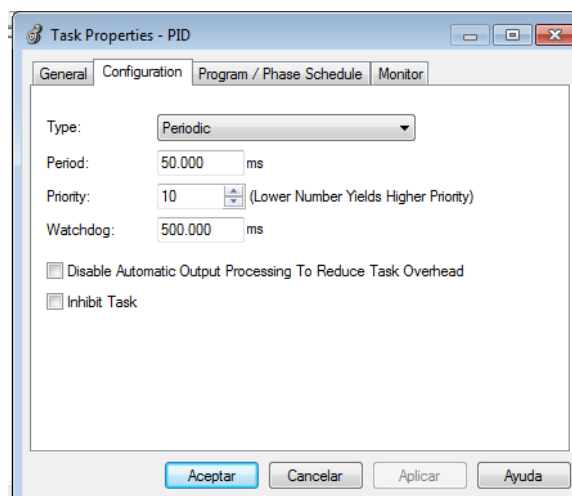 Task Properties - PID
General Configuration Program / Phase Schedule Monitor
Type: Periodic
Period: 50.000 ms
Priority: 10 (Lower Number Yields Higher Priority)
Watchdog: 500.000 ms
Disable Automatic Output Processing To Reduce Task Overhead
Inhibit Task
Aceptar Cancelar Aplicar Ayuda